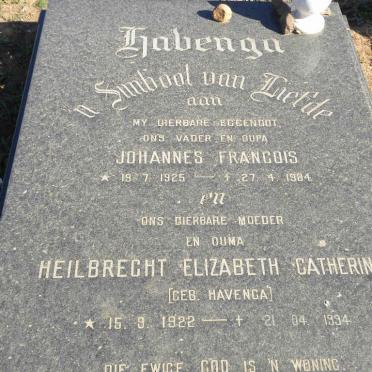 Habenga
'n Simbool van Liefde
aan
MY DIERBARE EGGENOOT
ONS VADER EN OUPA
JOHANNES FRANCOIS
★ 19. 7. 1925 — + 27. 4. 1984
en
ONS DIERBARE MOEDER
EN OUMA
HEILBRECHT ELIZABETH CATHERIN
[GEB. HAVENGA]
★ 15. 9. 1922 — + 21. 04. 1994
DIE EWIGE GOD IS 'N WONING